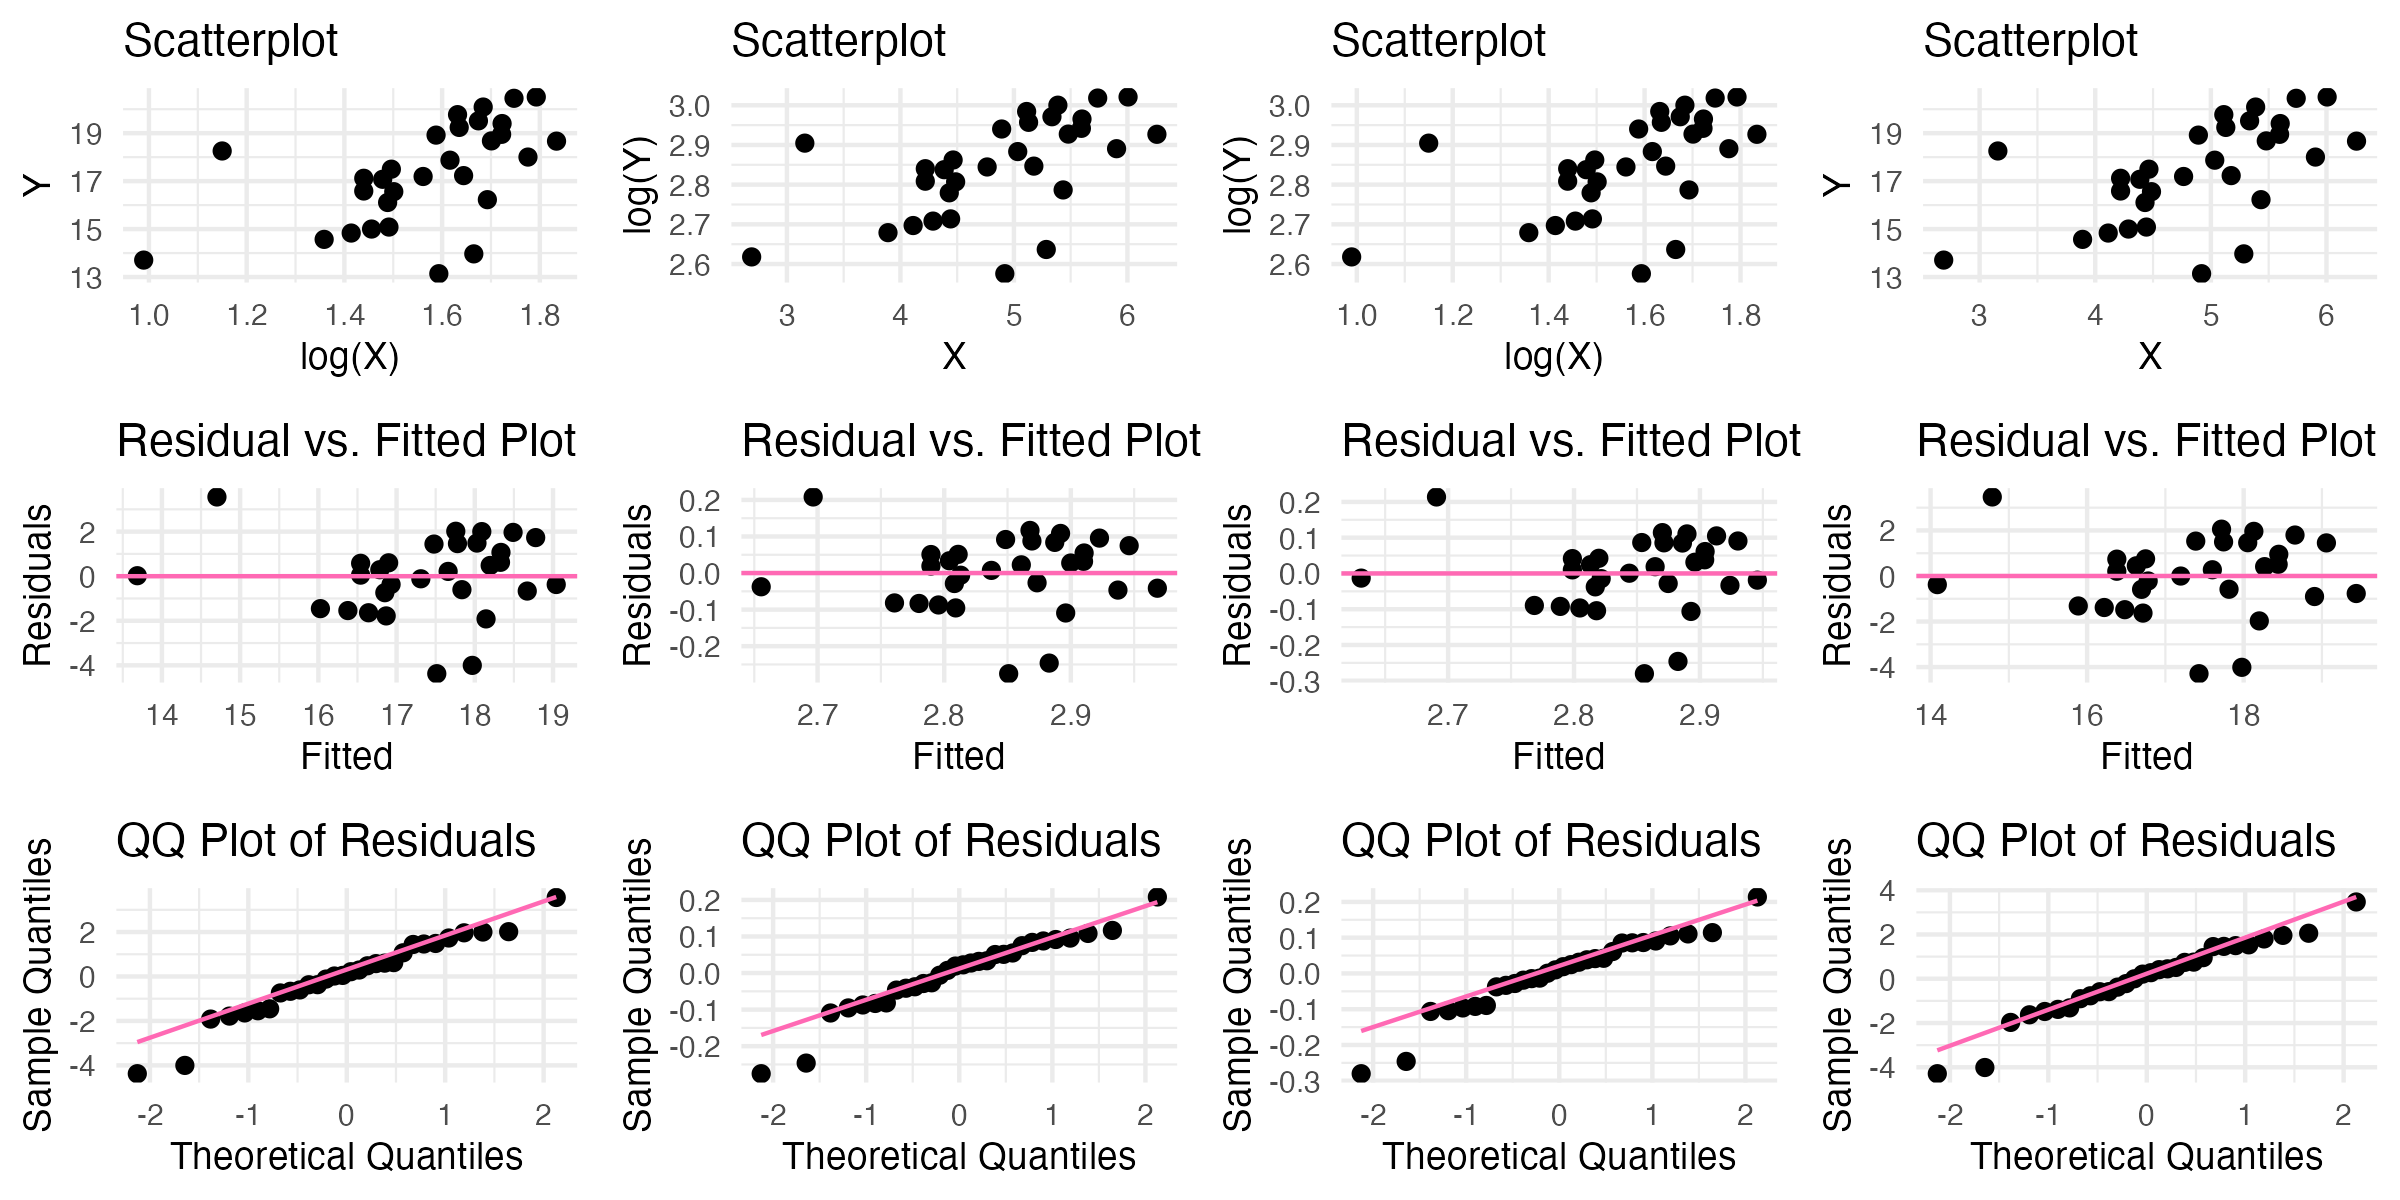 Scatterplot
Y
19
17
15
13
1.0 1.2 1.4 1.6 1.8
log(X)
Scatterplot
log(Y)
3.0
2.9
2.8
2.7
2.6
3 4 5 6
X
Scatterplot
log(Y)
3.0
2.9
2.8
2.7
2.6
1.0 1.2 1.4 1.6 1.8
log(X)
Scatterplot
Y
19
17
15
13
3 4 5 6
X
Residual vs. Fitted Plot
Residuals
2
0
-2
-4
14 15 16 17 18 19
Fitted
Residual vs. Fitted Plot
Residuals
0.2
0.1
0.0
-0.1
-0.2
2.7 2.8 2.9
Fitted
Residual vs. Fitted Plot
Residuals
0.2
0.1
0.0
-0.1
-0.2
-0.3
2.7 2.8 2.9
Fitted
Residual vs. Fitted Plot
Residuals
2
0
-2
-4
14 16 18
Fitted
QQ Plot of Residuals
Sample Quantiles
2
0
-2
-4
-2 -1 0 1 2
Theoretical Quantiles
QQ Plot of Residuals
Sample Quantiles
0.2
0.1
0.0
-0.1
-0.2
-2 -1 0 1 2
Theoretical Quantiles
QQ Plot of Residuals
Sample Quantiles
0.2
0.1
0.0
-0.1
-0.2
-0.3
-2 -1 0 1 2
Theoretical Quantiles
QQ Plot of Residuals
Sample Quantiles
4
2
0
-2
-4
-2 -1 0 1 2
Theoretical Quantiles